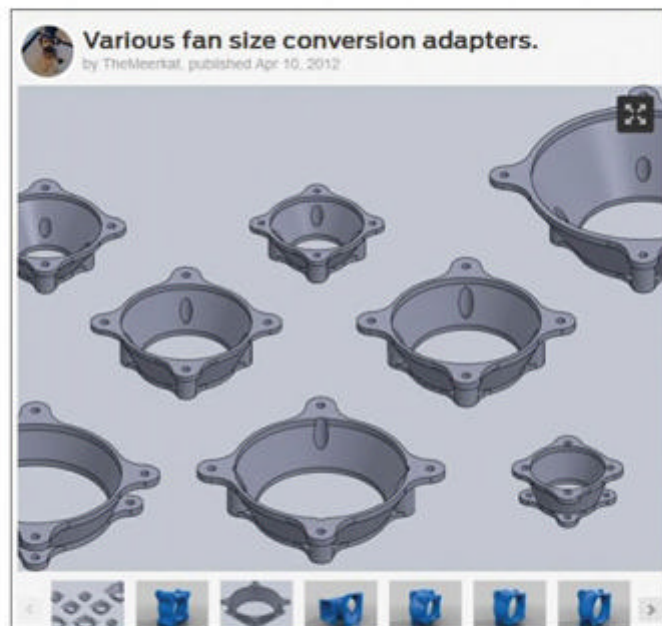 Various fan size conversion adapters.
by TheMeerkat, published Apr 10, 2012